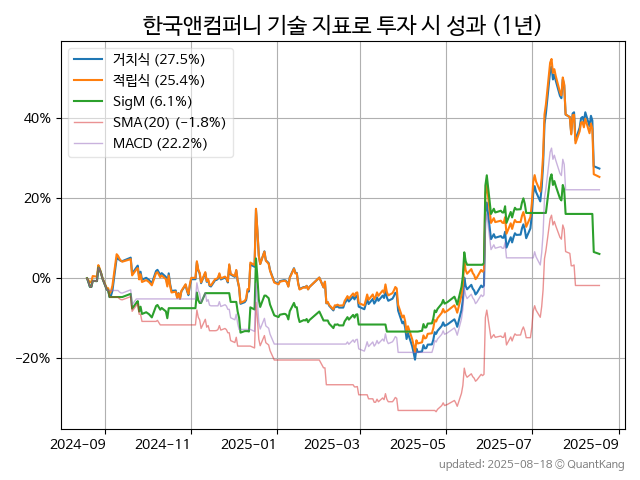 한국앤컴퍼니 기술 지표로 투자 시 성과 (1년)
거치식 (27.5%)
적립식 (25.4%)
SigM (6.1%)
SMA(20) (−1.8%)
MACD (22.2%)
40%
20%
0%
−20%
2024-09 2024-11 2025-01 2025-03 2025-05 2025-07 2025-09
updated: 2025-08-18 © QuantKang